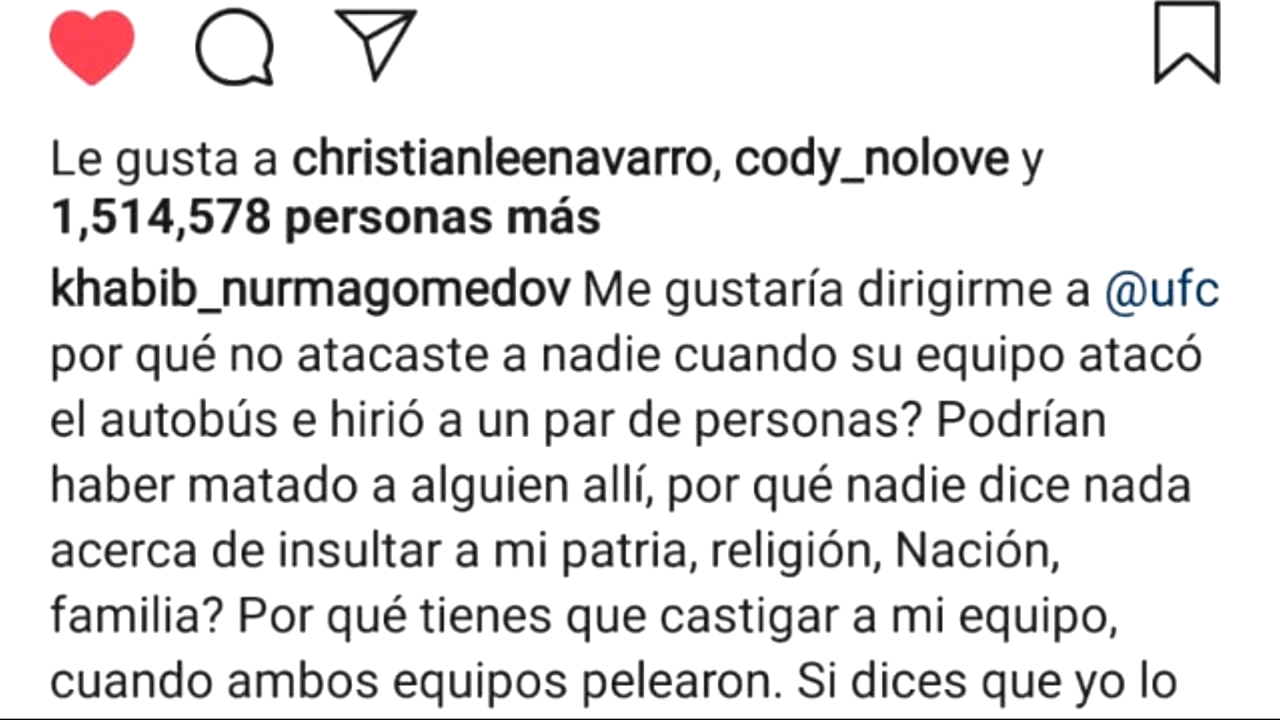 Le gusta a christianleenavarro, cody_nolove y
1,514,578 personas más
khabib_nurmagomedov Me gustaría dirigirme a @ufc
por qué no atacaste a nadie cuando su equipo atacó
el autobús e hirió a un par de personas? Podrían
haber matado a alguien allí, por qué nadie dice nada
acerca de insultar a mi patria, religión, Nación,
familia? Por qué tienes que castigar a mi equipo,
cuando ambos equipos pelearon. Si dices que yo lo